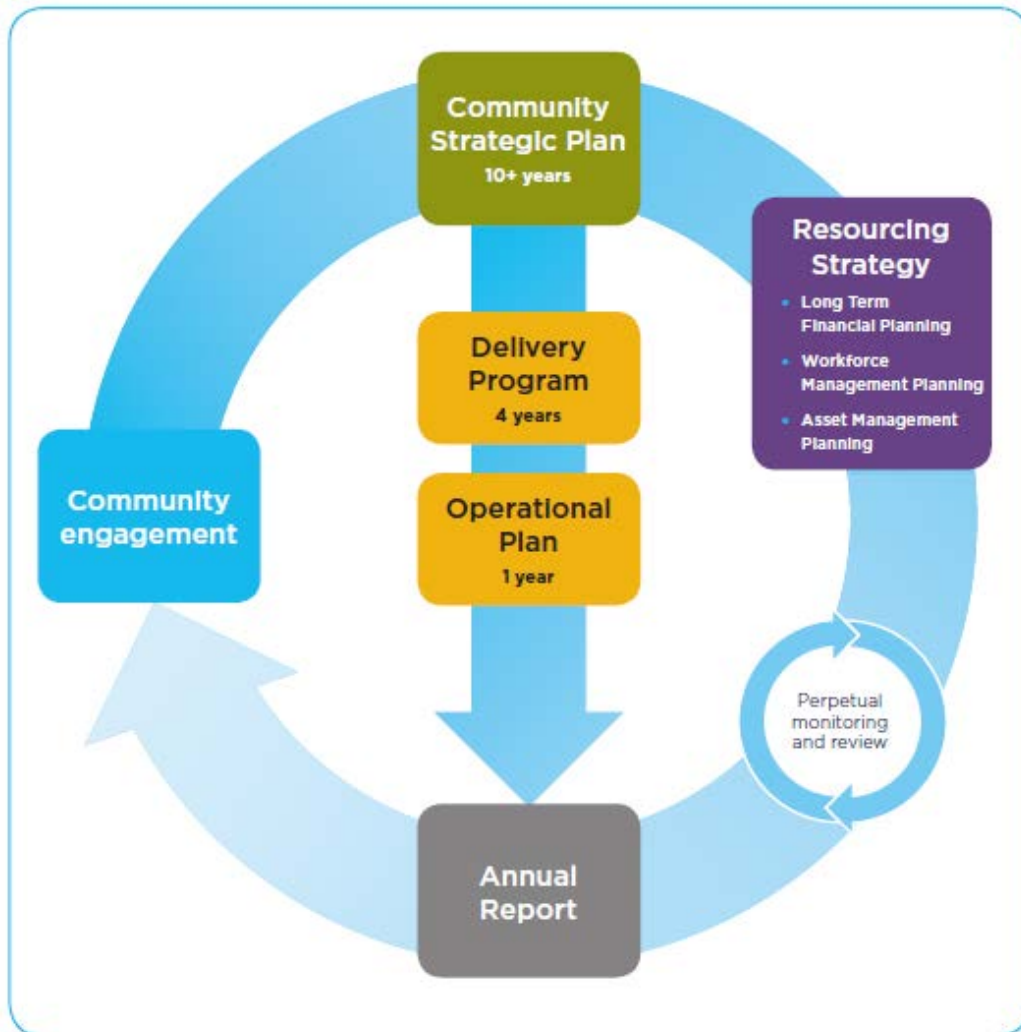 Community
Strategic Plan
10+ years
Resourcing
Strategy
• Long Term
Financial Planning
• Workforce
Management Planning
• Asset Management
Planning
Delivery
Program
4 years
Community
engagement
Operational
Plan
1 year
Perpetual
monitoring
and review
Annual
Report